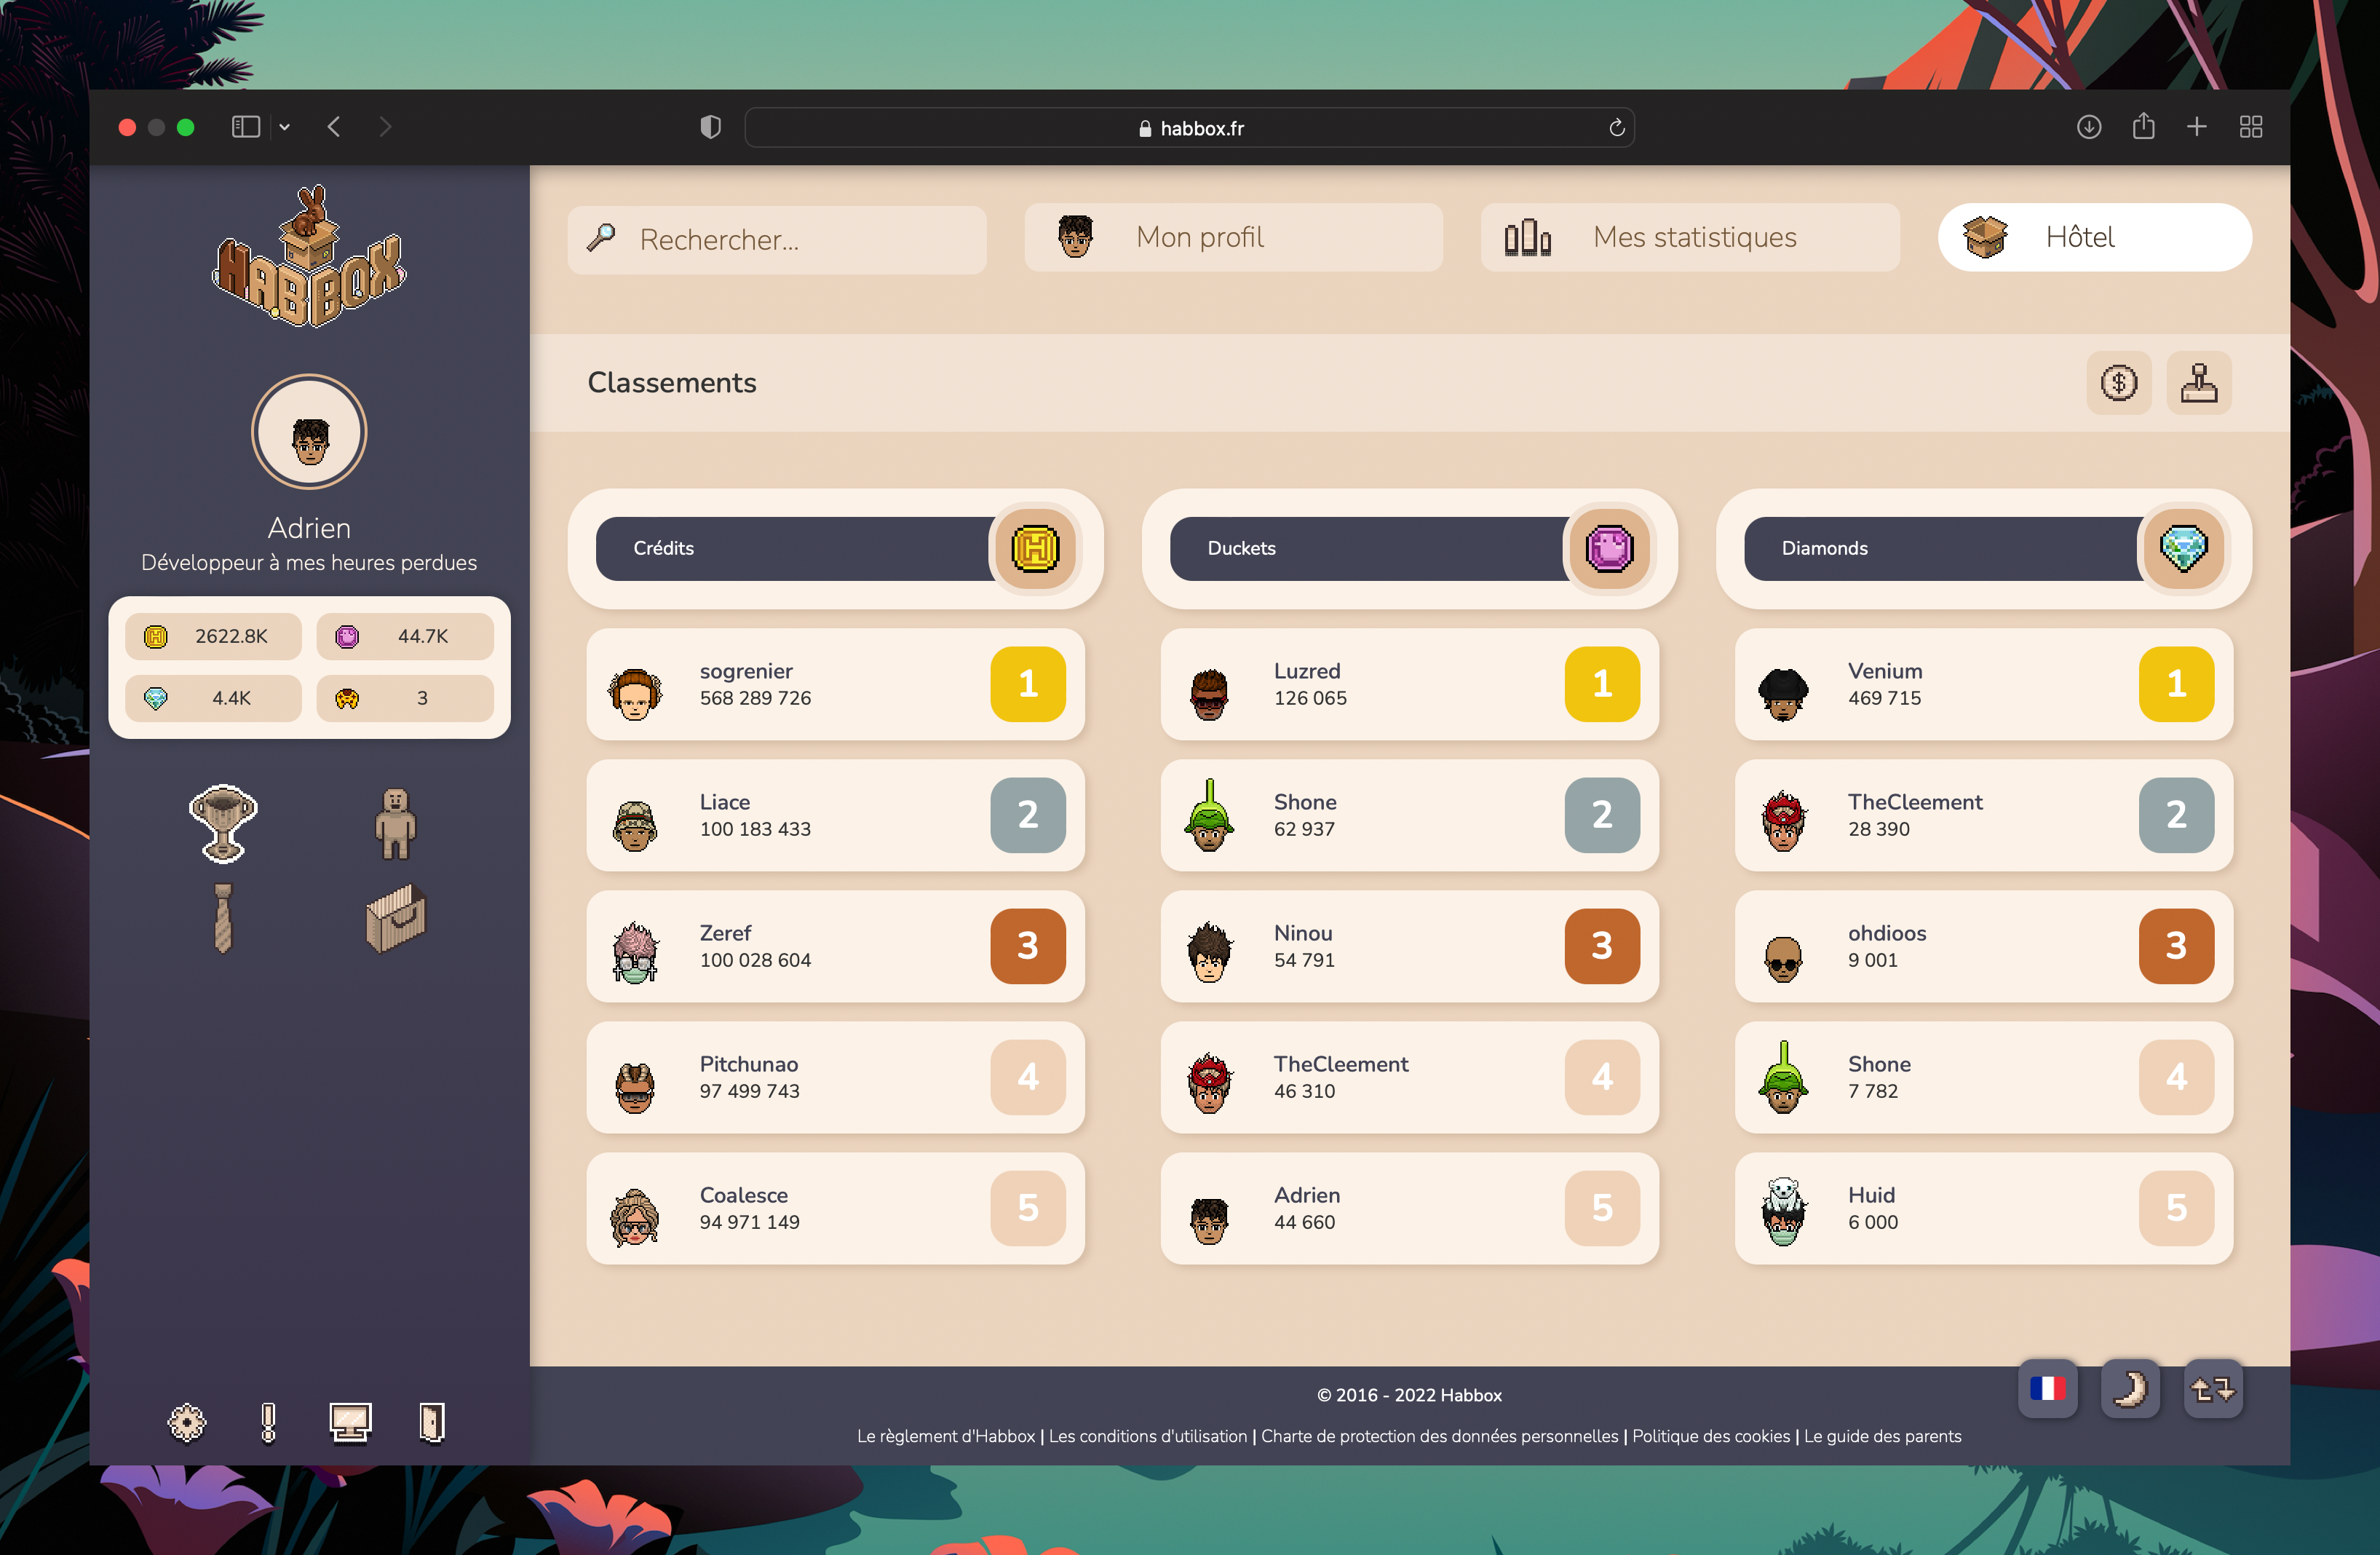 habbox.fr
HABBOX
Rechercher...
Mon profil
Mes statistiques
Hôtel
Adrien
Développeur à mes heures perdues
2622.8K
44.7K
4.4K
3
Classements
Crédits
sogrenier
568 289 726
1
Liace
100 183 433
2
Zeref
100 028 604
3
Pitchunao
97 499 743
4
Coalesce
94 971 149
5
Duckets
Luzred
126 065
1
Shone
62 937
2
Ninou
54 791
3
TheCleement
46 310
4
Adrien
44 660
5
Diamonds
Venium
469 715
1
TheCleement
28 390
2
ohdioos
9 001
3
Shone
7 782
4
Huid
6 000
5
© 2016 - 2022 Habbox
Le règlement d'Habbox | Les conditions d'utilisation | Charte de protection des données personnelles | Politique des cookies | Le guide des parents